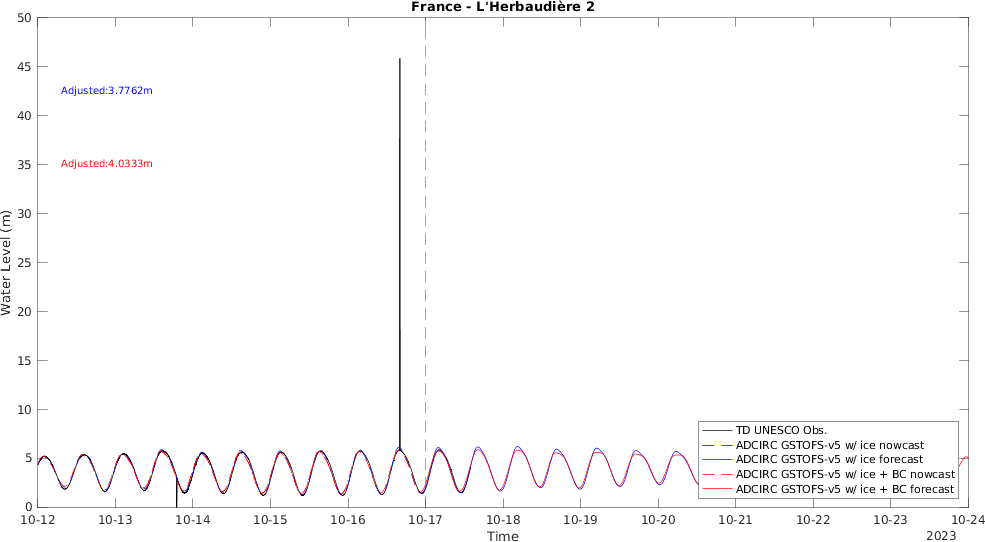 France - L'Herbaudière 2
50
45
40
35
30
25
20
15
10
5
0
Water Level (m)
Adjusted:3.7762m
Adjusted:4.0333m
TD UNESCO Obs.
ADCIRC GSTOFS-v5 w/ ice nowcast
ADCIRC GSTOFS-v5 w/ ice forecast
ADCIRC GSTOFS-v5 w/ ice + BC nowcast
ADCIRC GSTOFS-v5 w/ ice + BC forecast
10-12 10-13 10-14 10-15 10-16 10-17 10-18 10-19 10-20 10-21 10-22 10-23 10-24
Time
2023